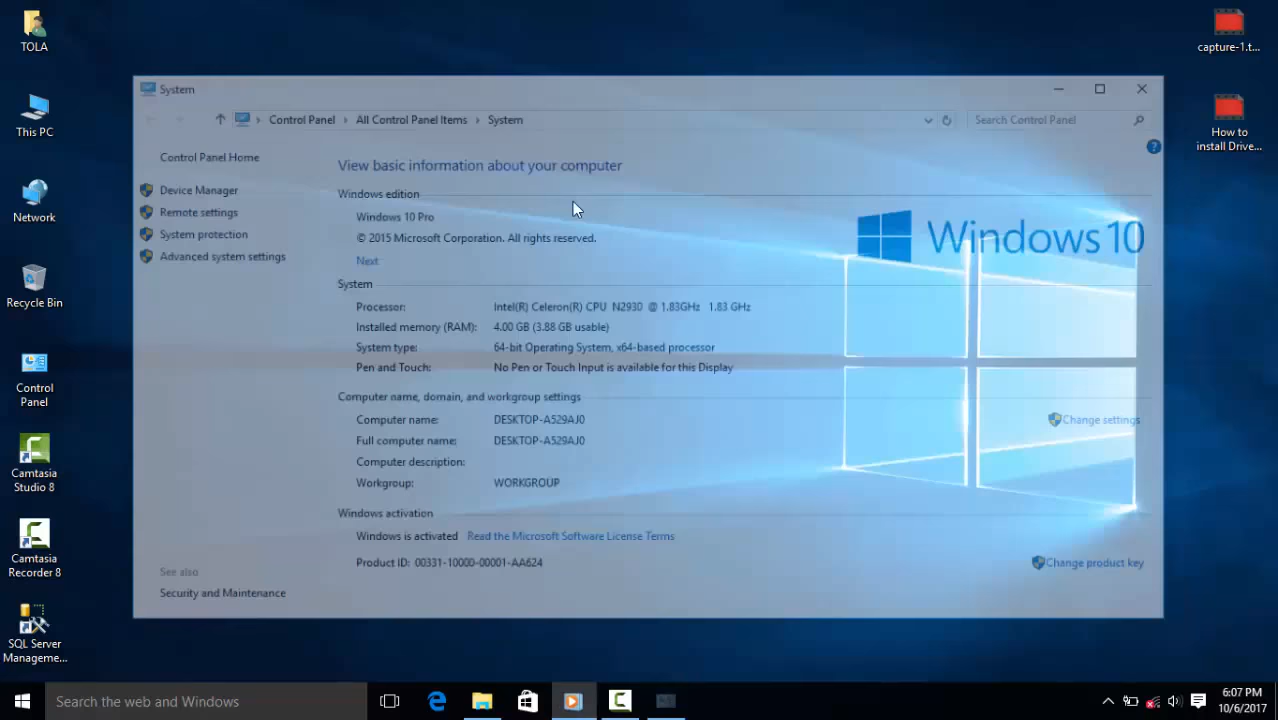 TOLA
This PC
Network
Recycle Bin
Control
Panel
Camtasia
Studio 8
Camtasia
Recorder 8
SQL Server
Manageme...
capture-1.t...
How to
install Drive...
System
Control Panel > All Control Panel Items > System
Search Control Panel
Control Panel Home
Device Manager
Remote settings
System protection
Advanced system settings
See also
Security and Maintenance
View basic information about your computer
Windows edition
Windows 10 Pro
© 2015 Microsoft Corporation. All rights reserved.
Next
Windows 10
System
Processor: Intel(R) Celeron(R) CPU N2930 @ 1.83GHz 1.83 GHz
Installed memory (RAM): 4.00 GB (3.88 GB usable)
System type: 64-bit Operating System, x64-based processor
Pen and Touch: No Pen or Touch Input is available for this Display
Computer name, domain, and workgroup settings
Computer name: DESKTOP-A529AJ0
Change settings
Full computer name: DESKTOP-A529AJ0
Computer description:
Workgroup: WORKGROUP
Windows activation
Windows is activated Read the Microsoft Software License Terms
Product ID: 00331-10000-00001-AA624
Change product key
Search the web and Windows
6:07 PM
10/6/2017